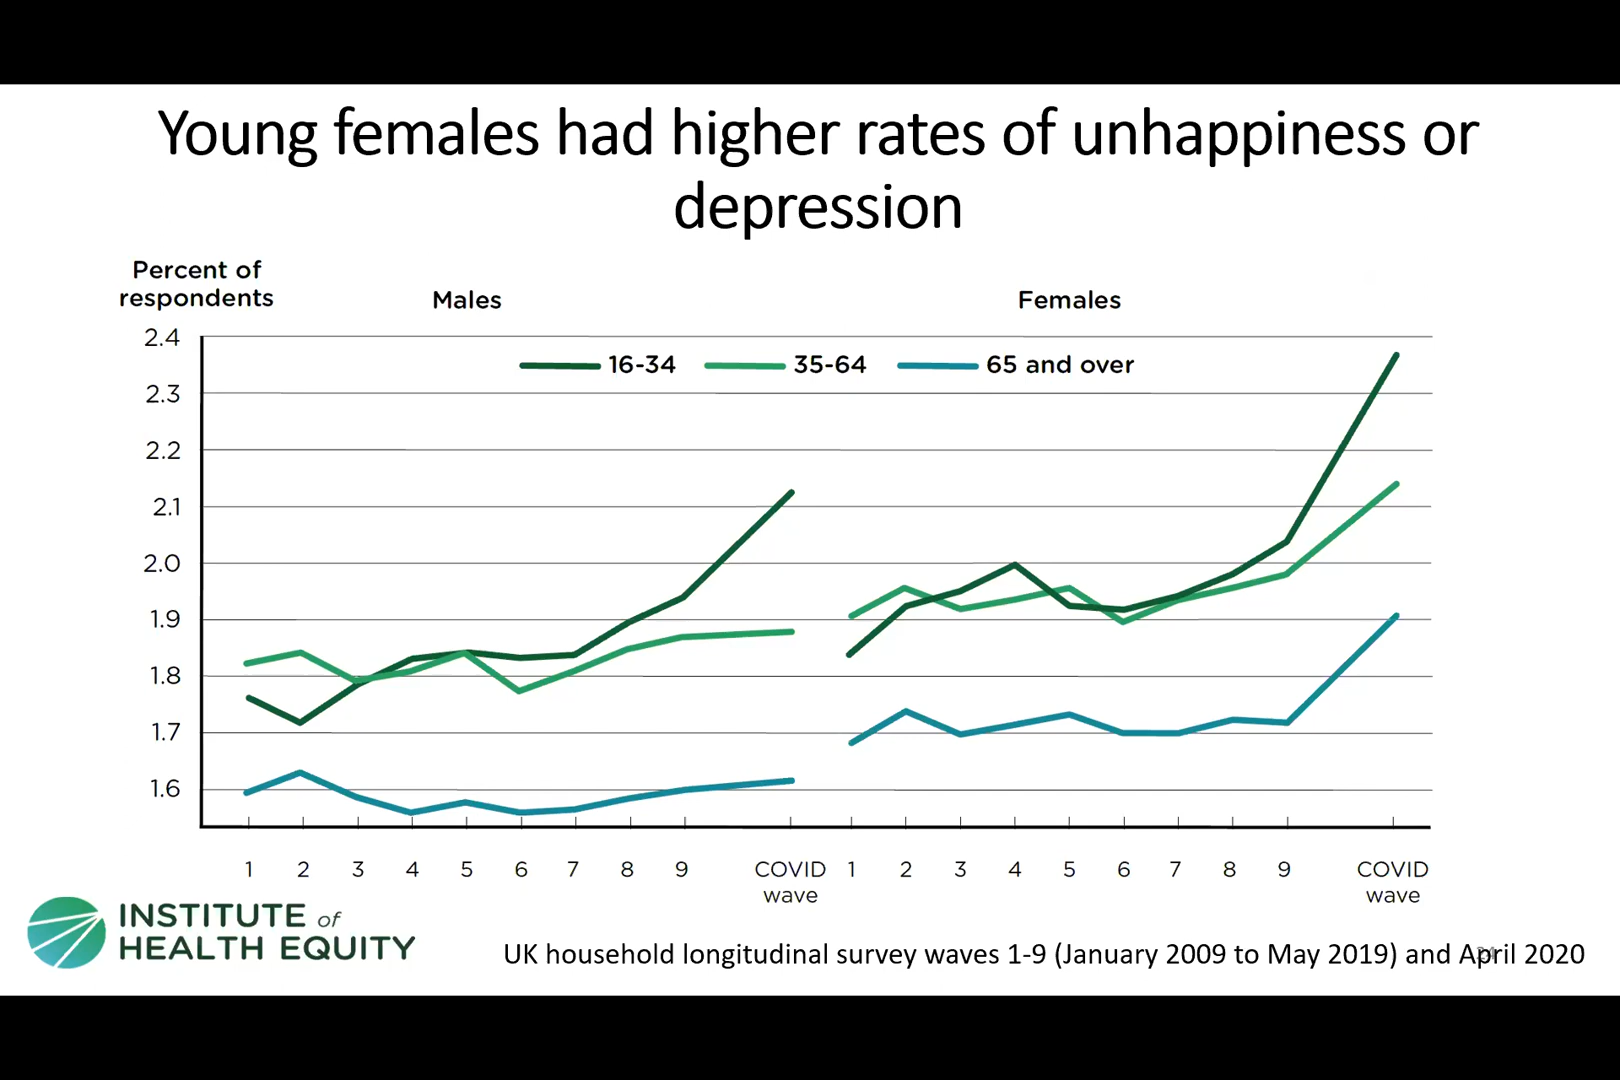 Young females had higher rates of unhappiness or
depression
Percent of
respondents
Males
Females
16-34
35-64
65 and over
2.4
2.3
2.2
2.1
2.0
1.9
1.8
1.7
1.6
1 2 3 4 5 6 7 8 9 COVID
wave
1 2 3 4 5 6 7 8 9 COVID
wave
INSTITUTE of
HEALTH EQUITY
UK household longitudinal survey waves 1-9 (January 2009 to May 2019) and April 2020